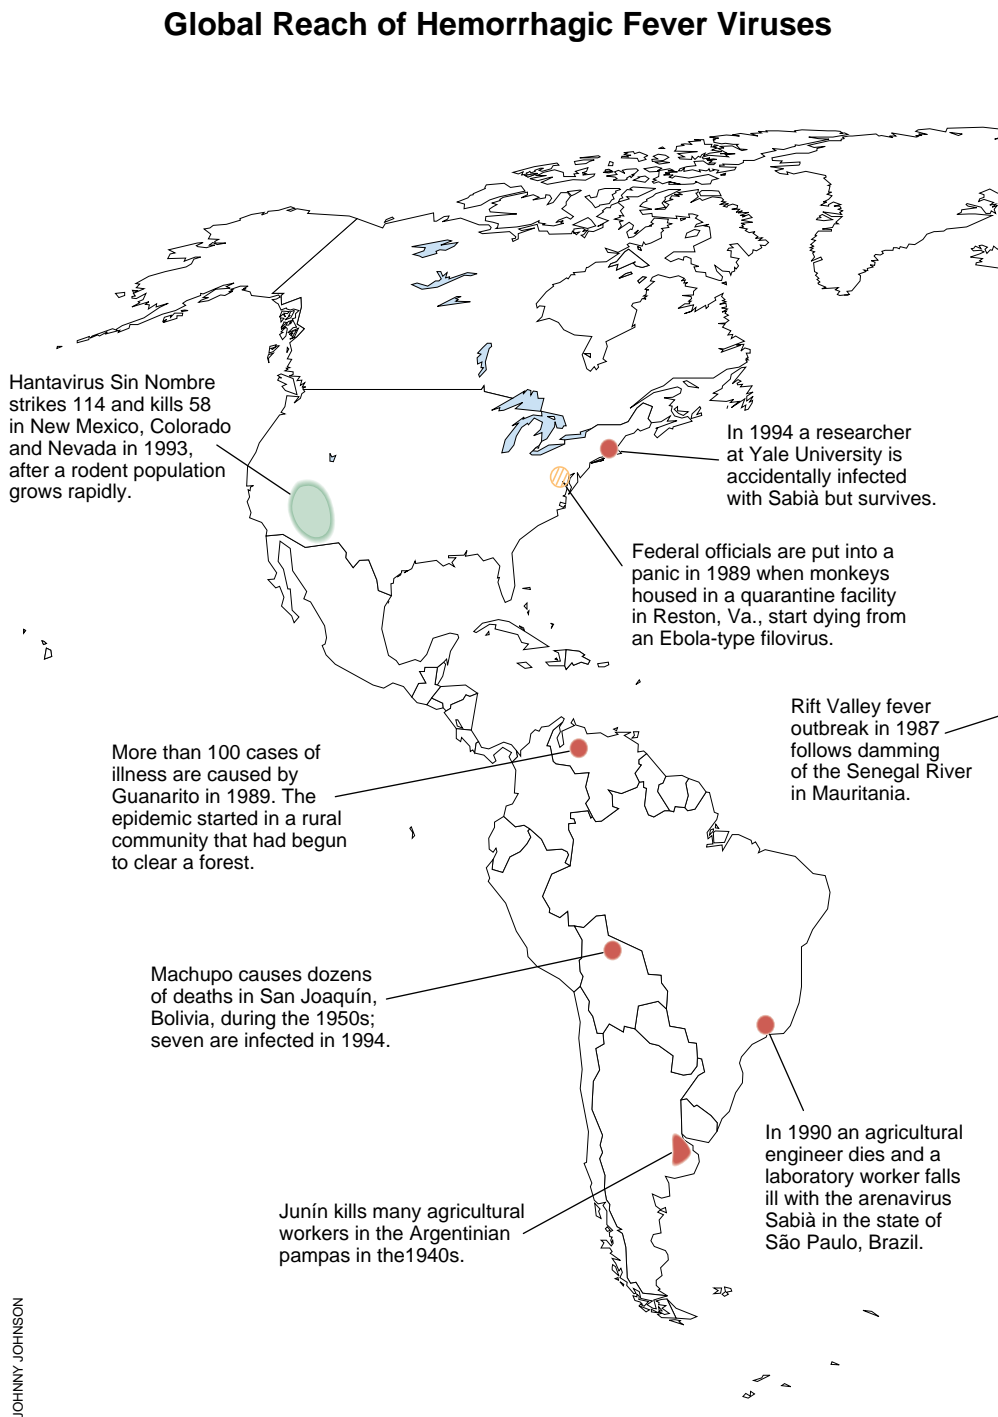 Global Reach of Hemorrhagic Fever Viruses
Hantavirus Sin Nombre
strikes 114 and kills 58
in New Mexico, Colorado
and Nevada in 1993,
after a rodent population
grows rapidly.
In 1994 a researcher
at Yale University is
accidentally infected
with Sabià but survives.
Federal officials are put into a
panic in 1989 when monkeys
housed in a quarantine facility
in Reston, Va., start dying from
an Ebola-type filovirus.
Rift Valley fever
outbreak in 1987
follows damming
of the Senegal River
in Mauritania.
More than 100 cases of
illness are caused by
Guanarito in 1989. The
epidemic started in a rural
community that had begun
to clear a forest.
Machupo causes dozens
of deaths in San Joaquín,
Bolivia, during the 1950s;
seven are infected in 1994.
In 1990 an agricultural
engineer dies and a
laboratory worker falls
ill with the arenavirus
Sabià in the state of
São Paulo, Brazil.
Junín kills many agricultural
workers in the Argentinian
pampas in the1940s.
JOHNNY JOHNSON